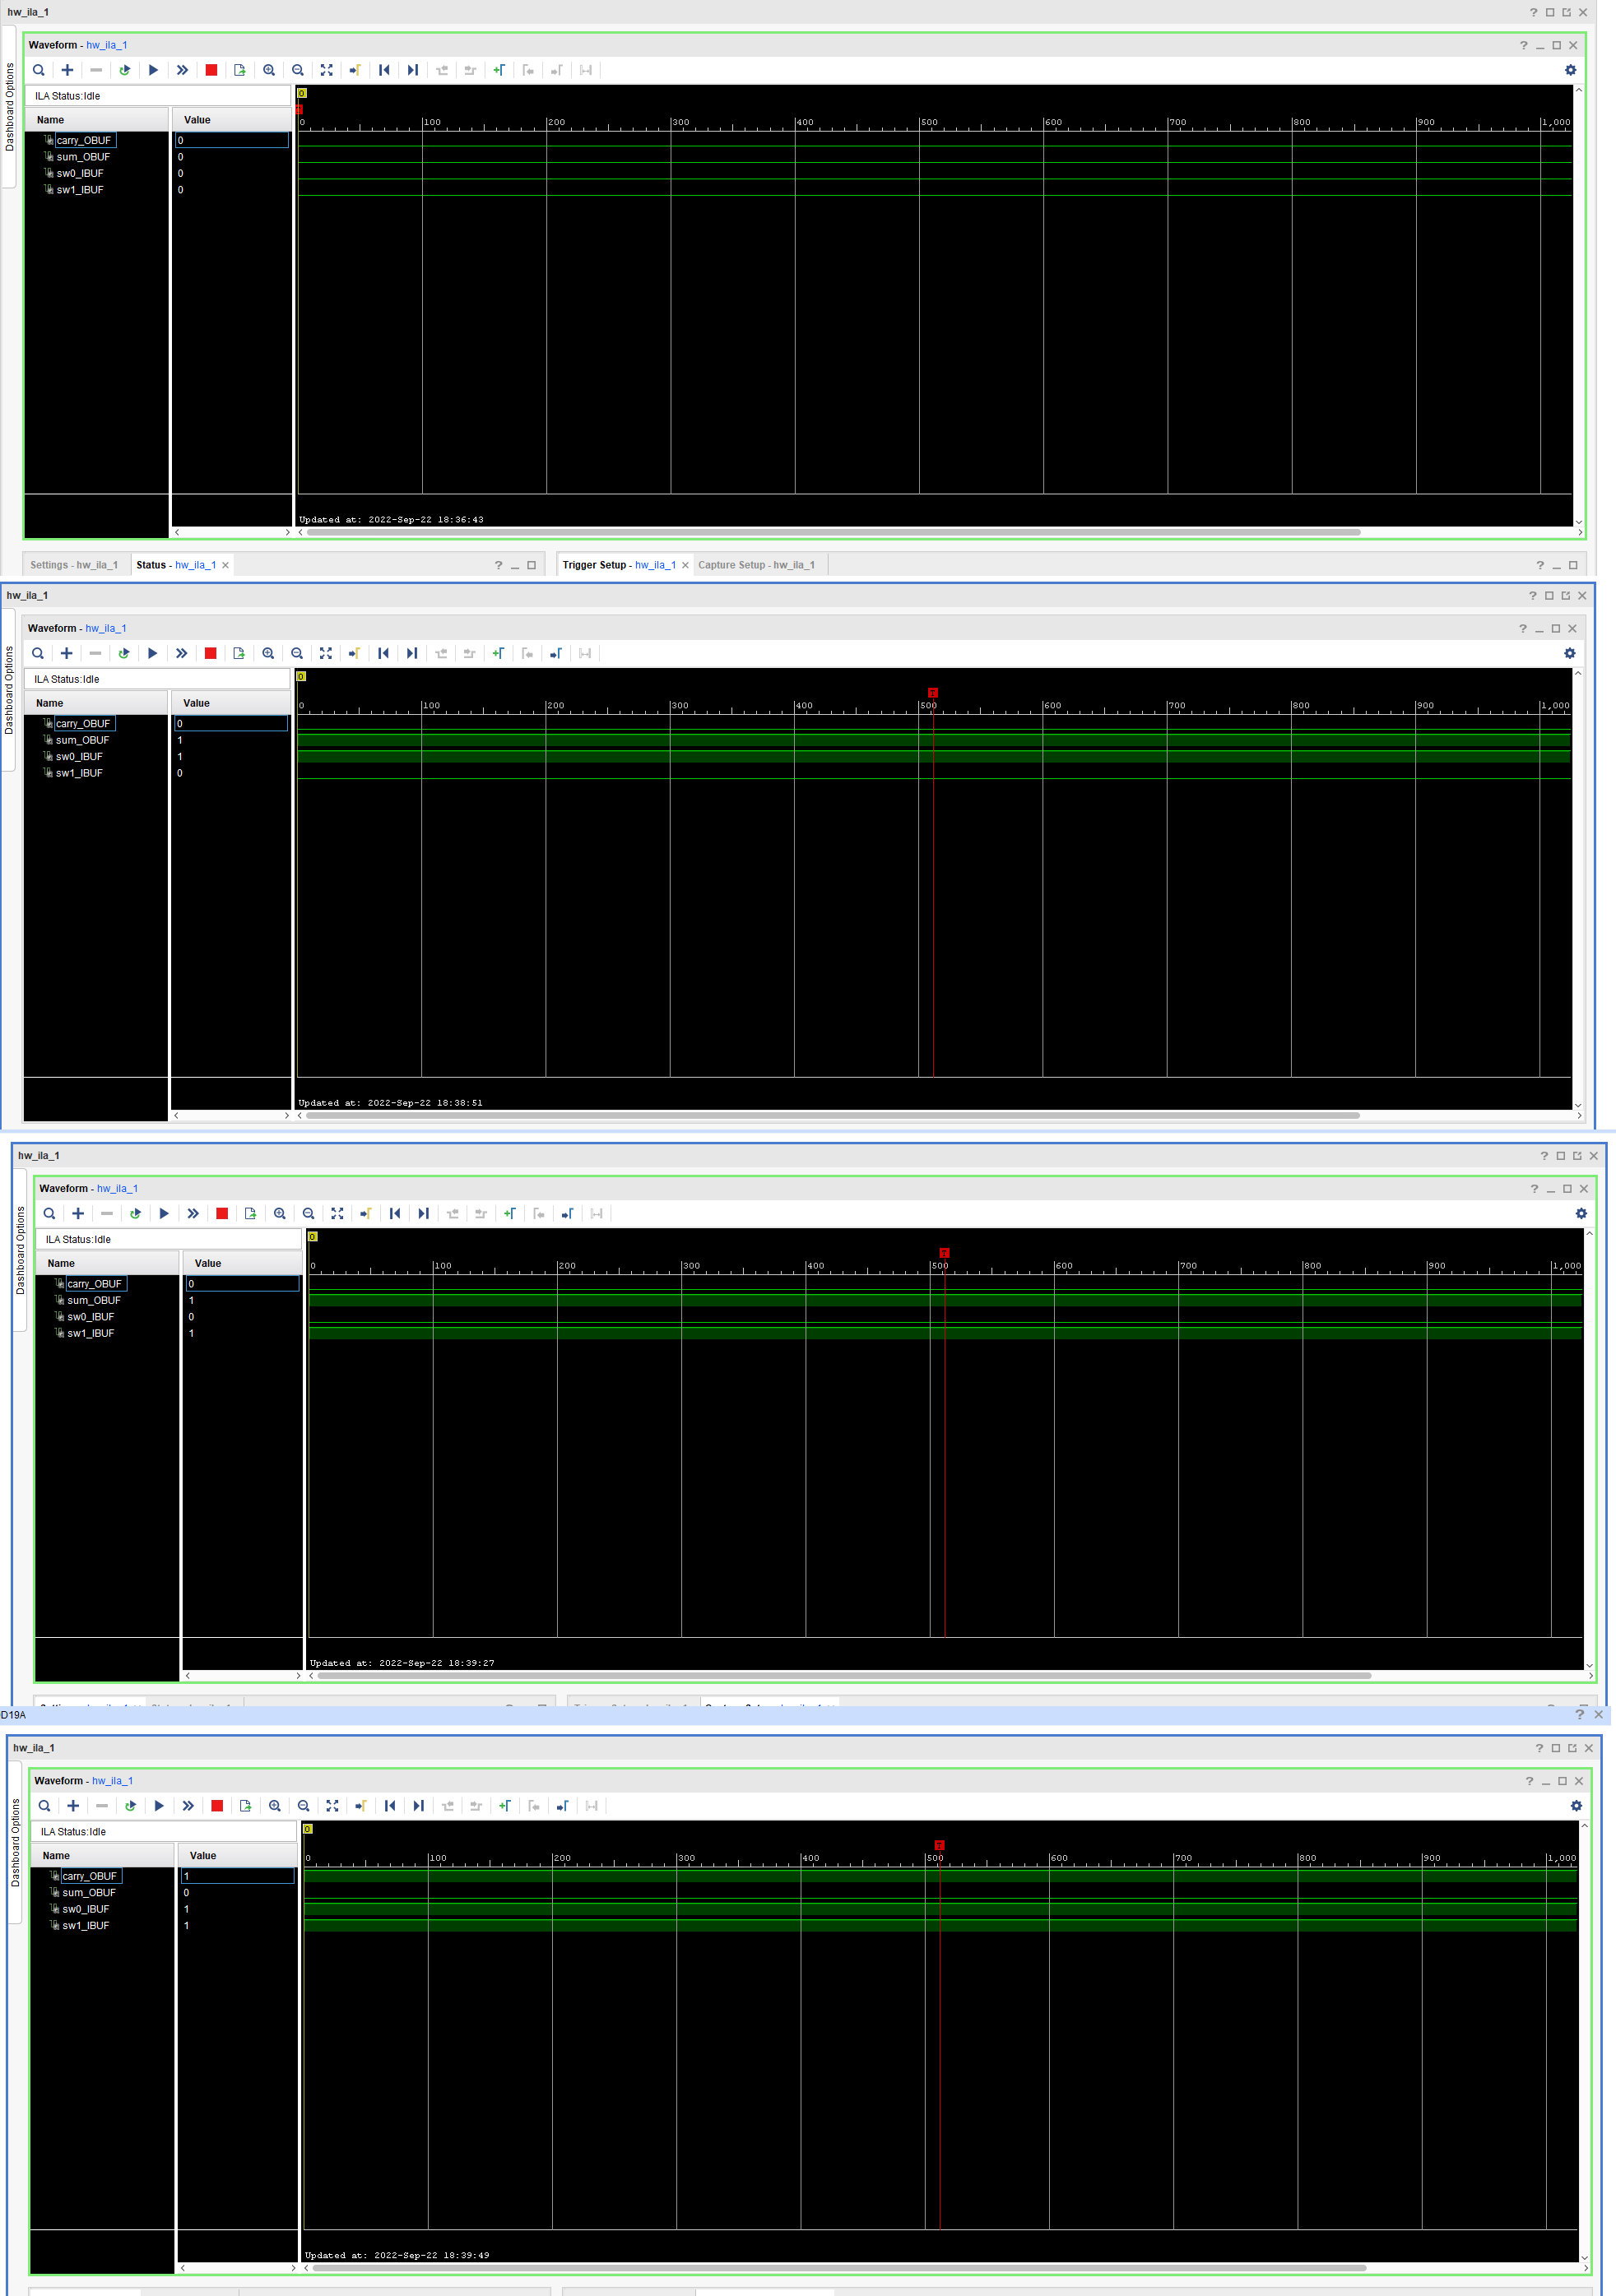 hw_ila_1
Waveform - hw_ila_1
Dashboard Options
ILA Status:Idle
Name Value
carry_OBUF 0
sum_OBUF 0
sw0_IBUF 0
sw1_IBUF 0
0
T
0 100 200 300 400 500 600 700 800 900 1,000
Updated at: 2022-Sep-22 18:36:43
Settings - hw_ila_1 Status - hw_ila_1 Trigger Setup - hw_ila_1 Capture Setup - hw_ila_1
hw_ila_1
Waveform - hw_ila_1
Dashboard Options
ILA Status:Idle
Name Value
carry_OBUF 0
sum_OBUF 1
sw0_IBUF 1
sw1_IBUF 0
0
T
0 100 200 300 400 500 600 700 800 900 1,000
Updated at: 2022-Sep-22 18:38:51
hw_ila_1
Waveform - hw_ila_1
Dashboard Options
ILA Status:Idle
Name Value
carry_OBUF 0
sum_OBUF 1
sw0_IBUF 0
sw1_IBUF 1
0
T
0 100 200 300 400 500 600 700 800 900 1,000
Updated at: 2022-Sep-22 18:39:27
D19A
hw_ila_1
Waveform - hw_ila_1
Dashboard Options
ILA Status:Idle
Name Value
carry_OBUF 1
sum_OBUF 0
sw0_IBUF 1
sw1_IBUF 1
0
T
0 100 200 300 400 500 600 700 800 900 1,000
Updated at: 2022-Sep-22 18:39:49